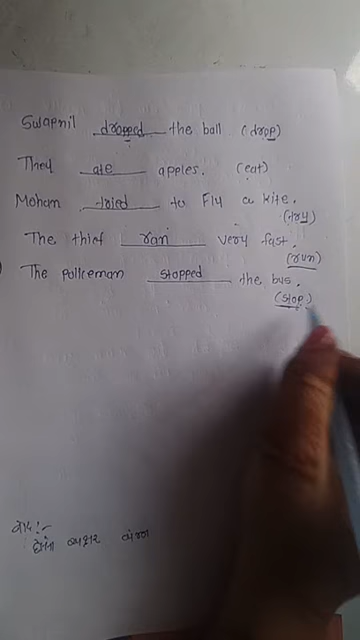 Swapnil dropped the ball (drop)
They ate apples. (eat)
Moham tried to Fly a kite.
(try)
The thief ran very fast.
(run)
The policeman stopped the bus.
(stop)